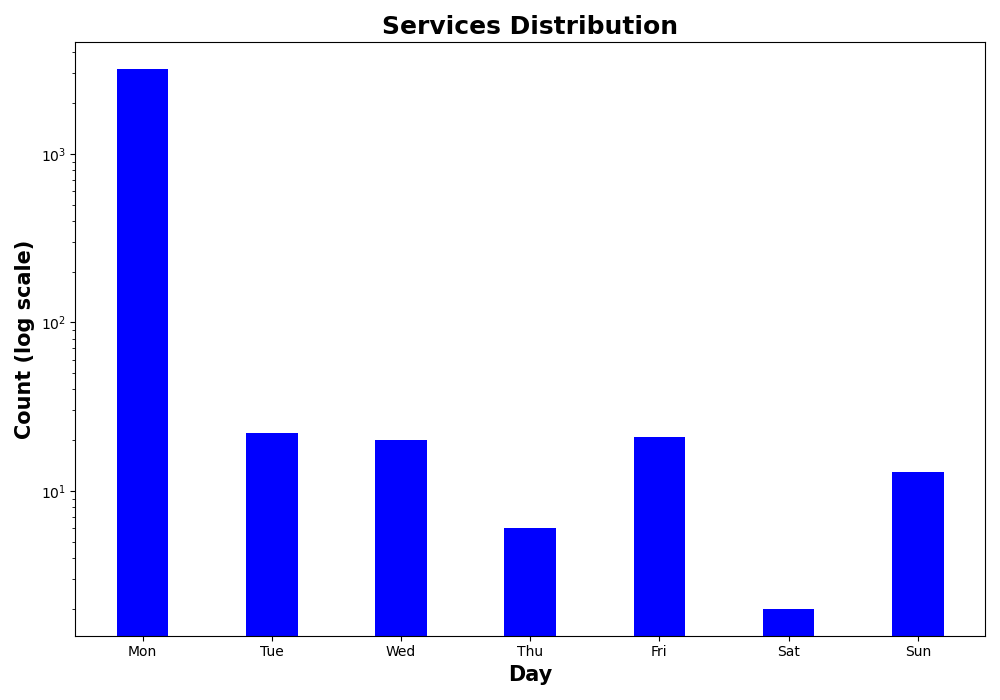 Services Distribution
Count (log scale)
10³
10²
10¹
Mon Tue Wed Thu Fri Sat Sun
Day